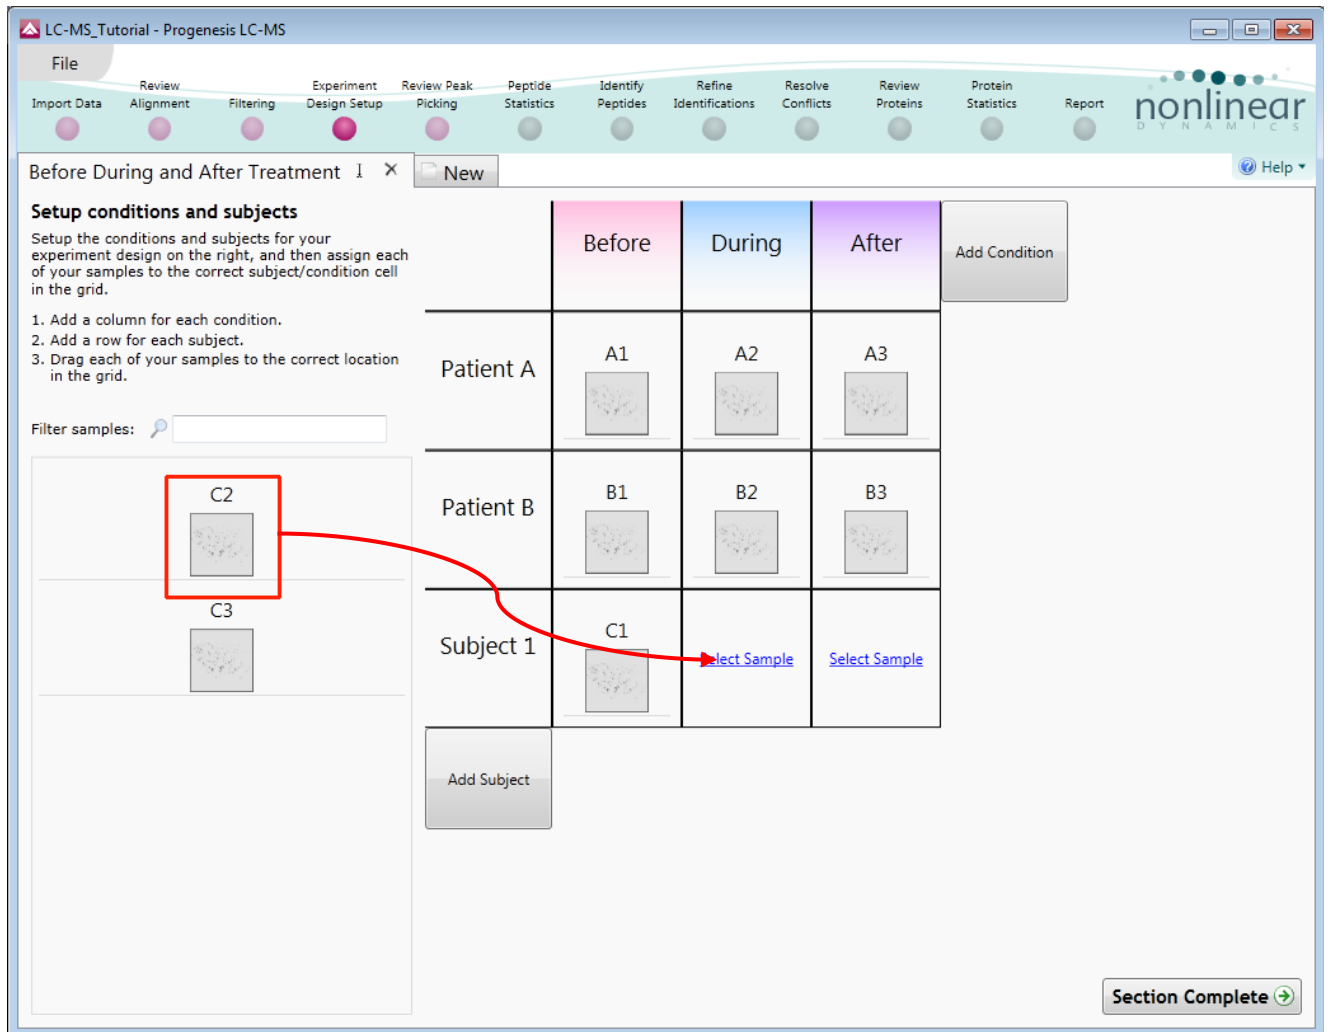 LC-MS_Tutorial - Progenesis LC-MS
File
Import Data
Review
Alignment
Filtering
Experiment
Design Setup
Review Peak
Picking
Peptide
Statistics
Identify
Peptides
Refine
Identifications
Resolve
Conflicts
Review
Proteins
Protein
Statistics
Report
nonlinear
DYNAMICS
Before During and After Treatment
New
Help
Setup conditions and subjects
Setup the conditions and subjects for your
experiment design on the right, and then assign each
of your samples to the correct subject/condition cell
in the grid.
1. Add a column for each condition.
2. Add a row for each subject.
3. Drag each of your samples to the correct location
in the grid.
Filter samples:
C2
C3
Before During After
Add Condition
Patient A
A1 A2 A3
Patient B
B1 B2 B3
Subject 1
C1
Select Sample Select Sample
Add Subject
Section Complete